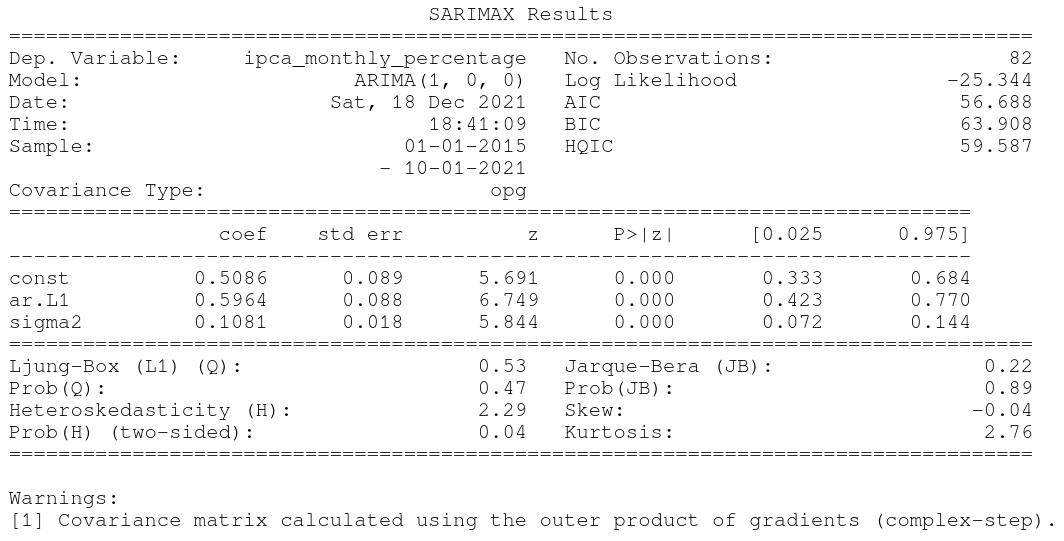 SARIMAX Results
==============================================================================
Dep. Variable:     ipca_monthly_percentage   No. Observations:                   82
Model:                      ARIMA(1, 0, 0)   Log Likelihood                 -25.344
Date:                     Sat, 18 Dec 2021   AIC                             56.688
Time:                             18:41:09   BIC                             63.908
Sample:                         01-01-2015   HQIC                            59.587
                              - 10-01-2021
Covariance Type:                       opg
==============================================================================
                 coef    std err          z      P>|z|      [0.025      0.975]
------------------------------------------------------------------------------
const          0.5086      0.089      5.691      0.000       0.333       0.684
ar.L1          0.5964      0.088      6.749      0.000       0.423       0.770
sigma2         0.1081      0.018      5.844      0.000       0.072       0.144
===================================================================================
Ljung-Box (L1) (Q):                   0.53   Jarque-Bera (JB):                 0.22
Prob(Q):                              0.47   Prob(JB):                         0.89
Heteroskedasticity (H):               2.29   Skew:                            -0.04
Prob(H) (two-sided):                  0.04   Kurtosis:                         2.76
===================================================================================
Warnings:
[1] Covariance matrix calculated using the outer product of gradients (complex-step).